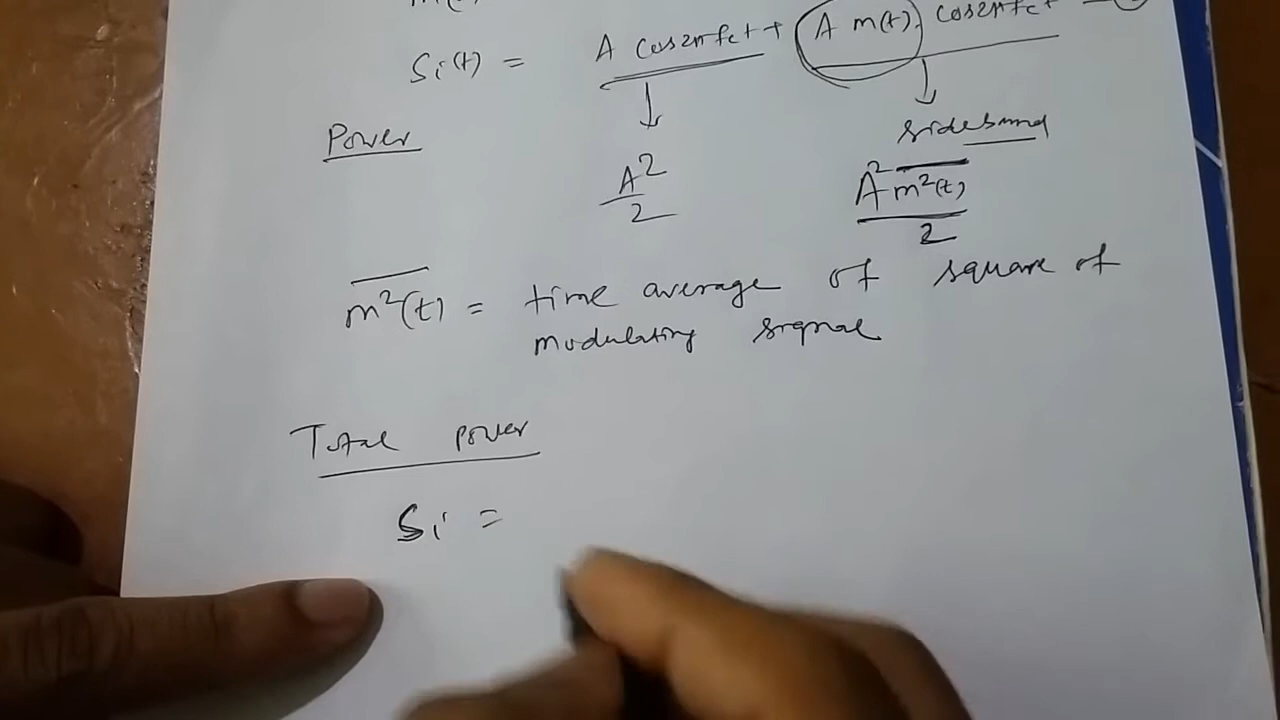 Si(t) = A cos2πfct + A m(t). cos2πfct
Power
sideband
A²/2
A² m²(t)/2
m²(t) = time average of square of
modulating signal
Total power
Si =